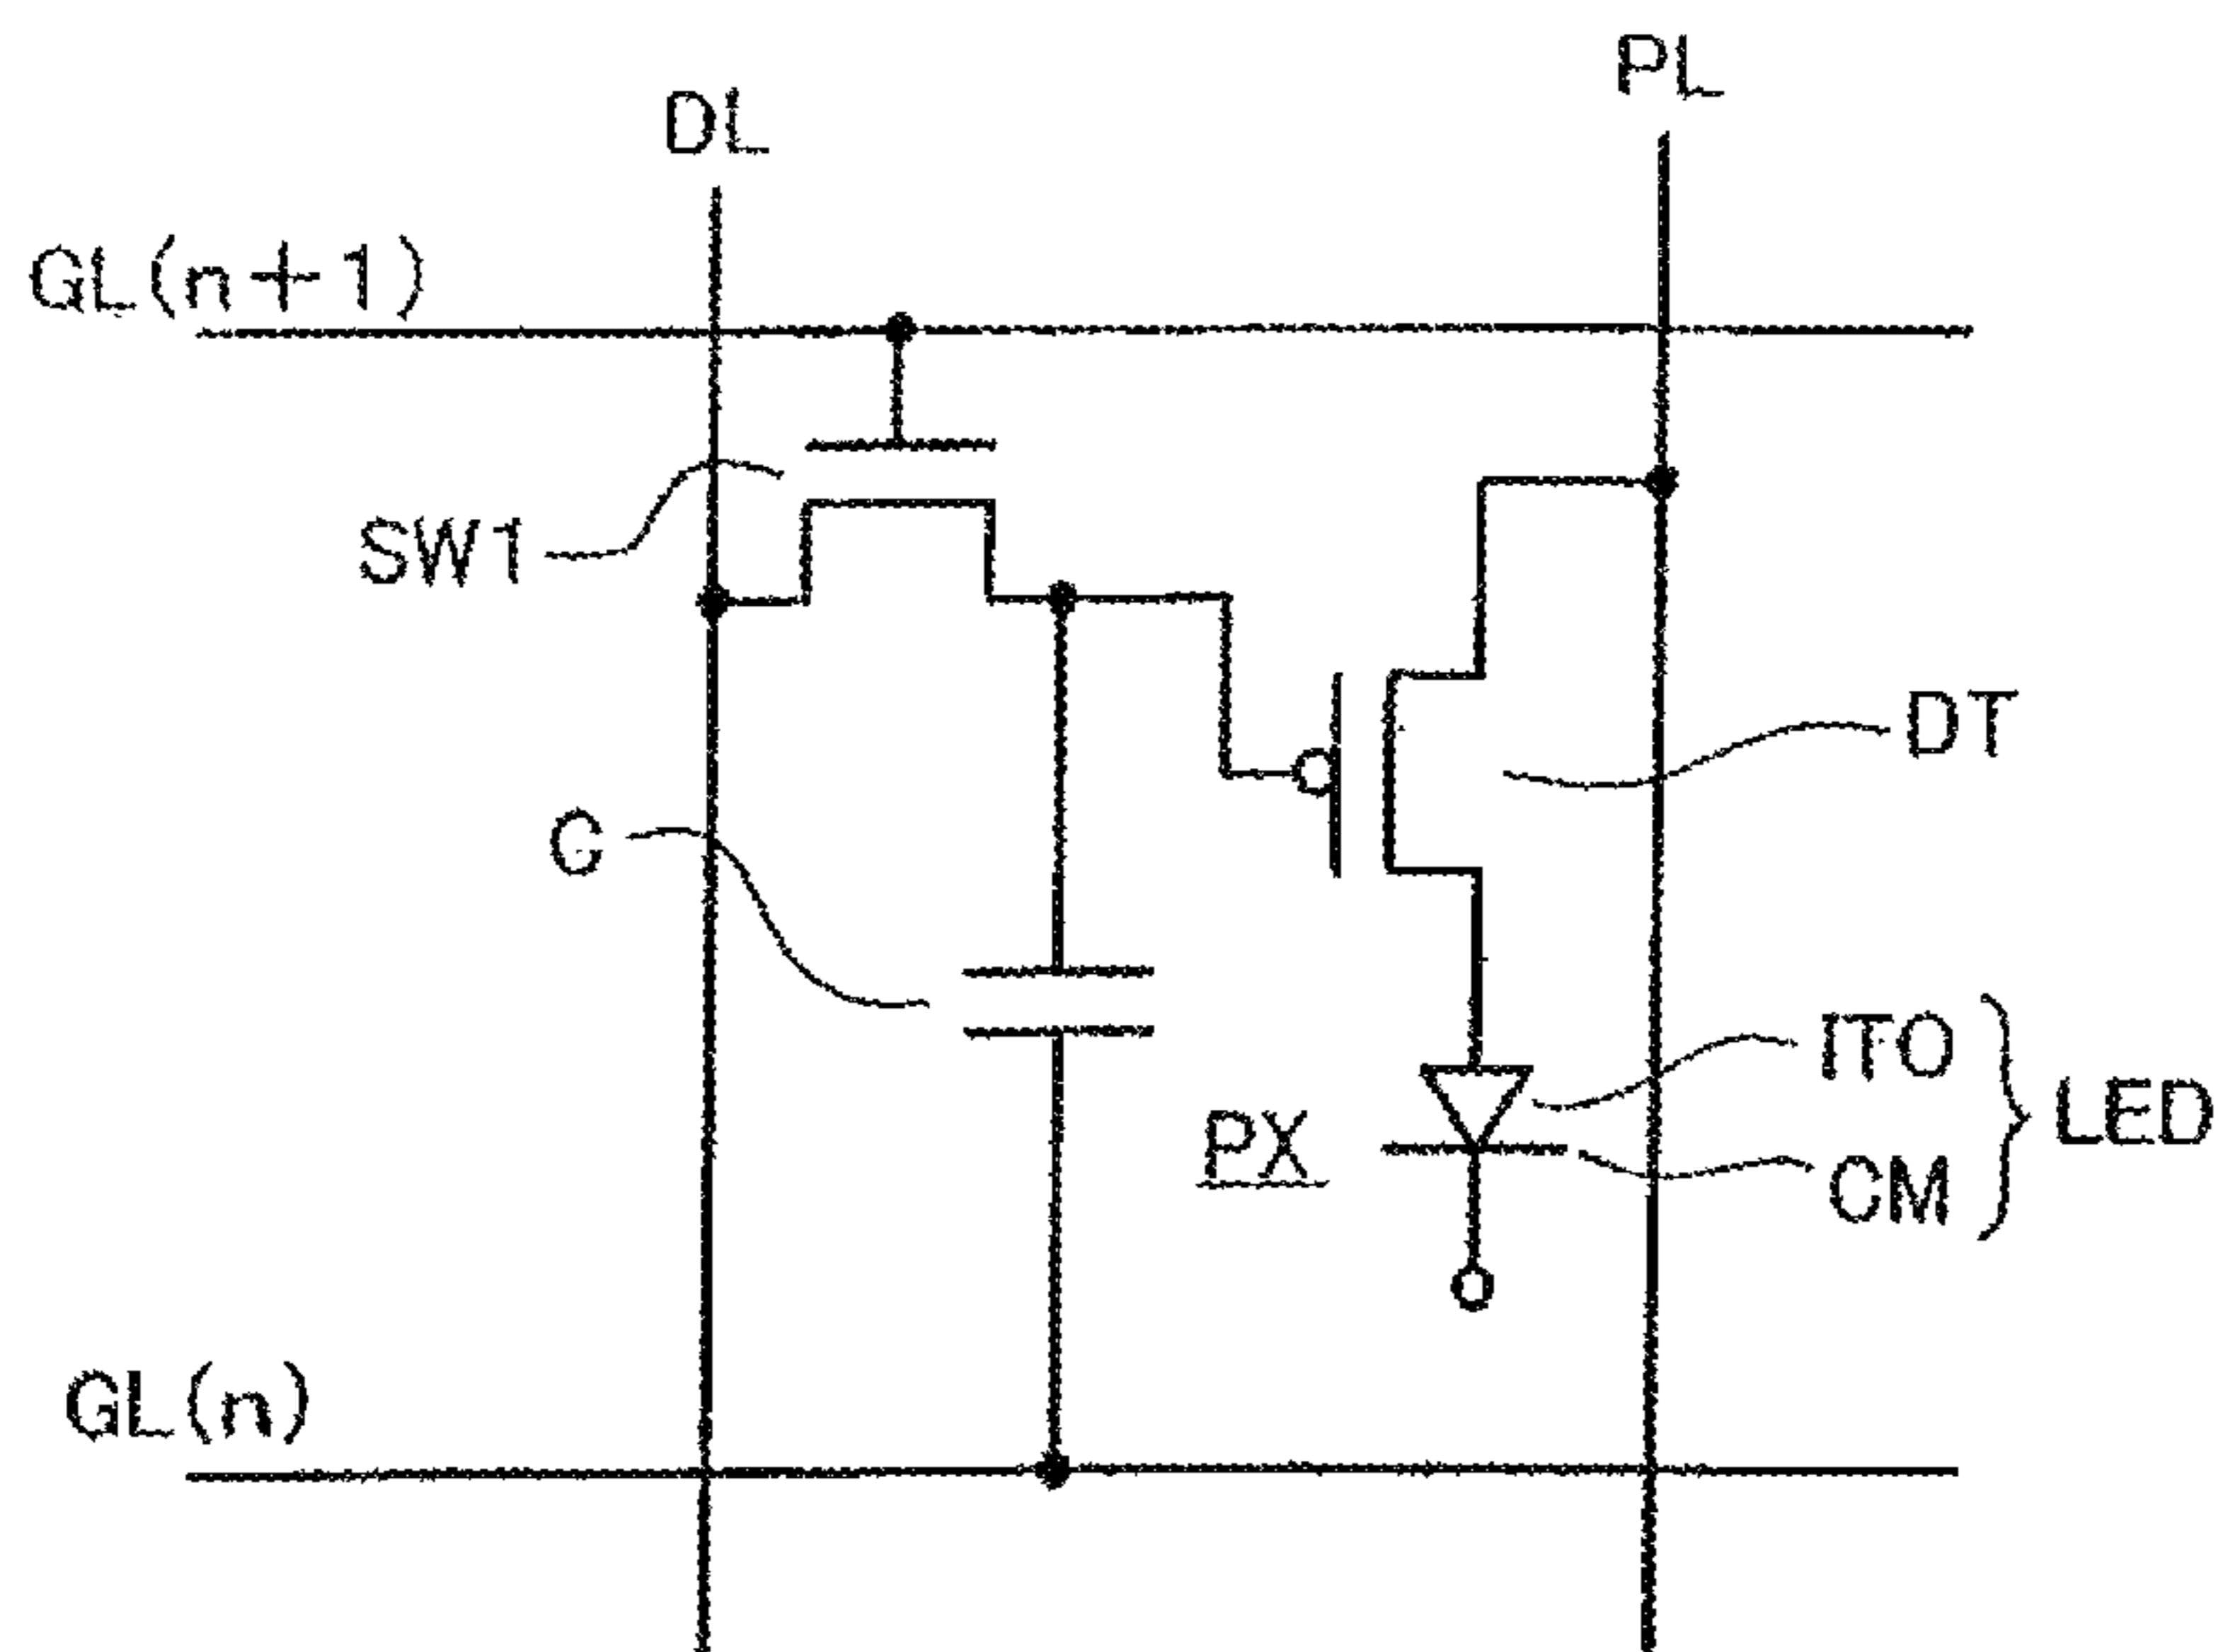 PL
DL
GL(n+1)
SW1
DT
C
ITO
LED
PX
CM
GL(n)